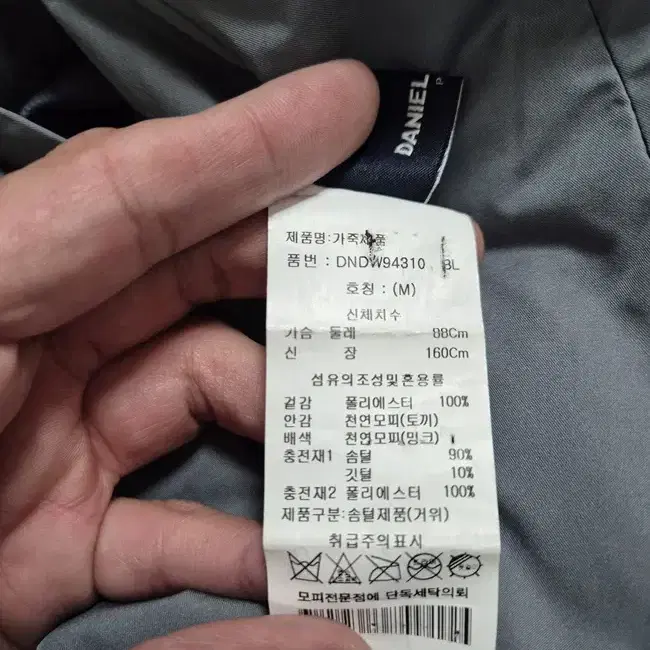 DANIEL
P
제품명:가죽제품
품번 : DNDW94310 BL
호칭 : (M)
신체치수
가슴 둘레 88Cm
신 장 160Cm
섬유의조성및혼용률
겉감 폴리에스터 100%
안감 천연모피(토끼)
배색 천연모피(밍크)
충전재1 솜털 90%
깃털 10%
충전재2 폴리에스터 100%
제품구분:솜털제품(거위)
취급주의표시
모피전문점에 단독세탁의뢰